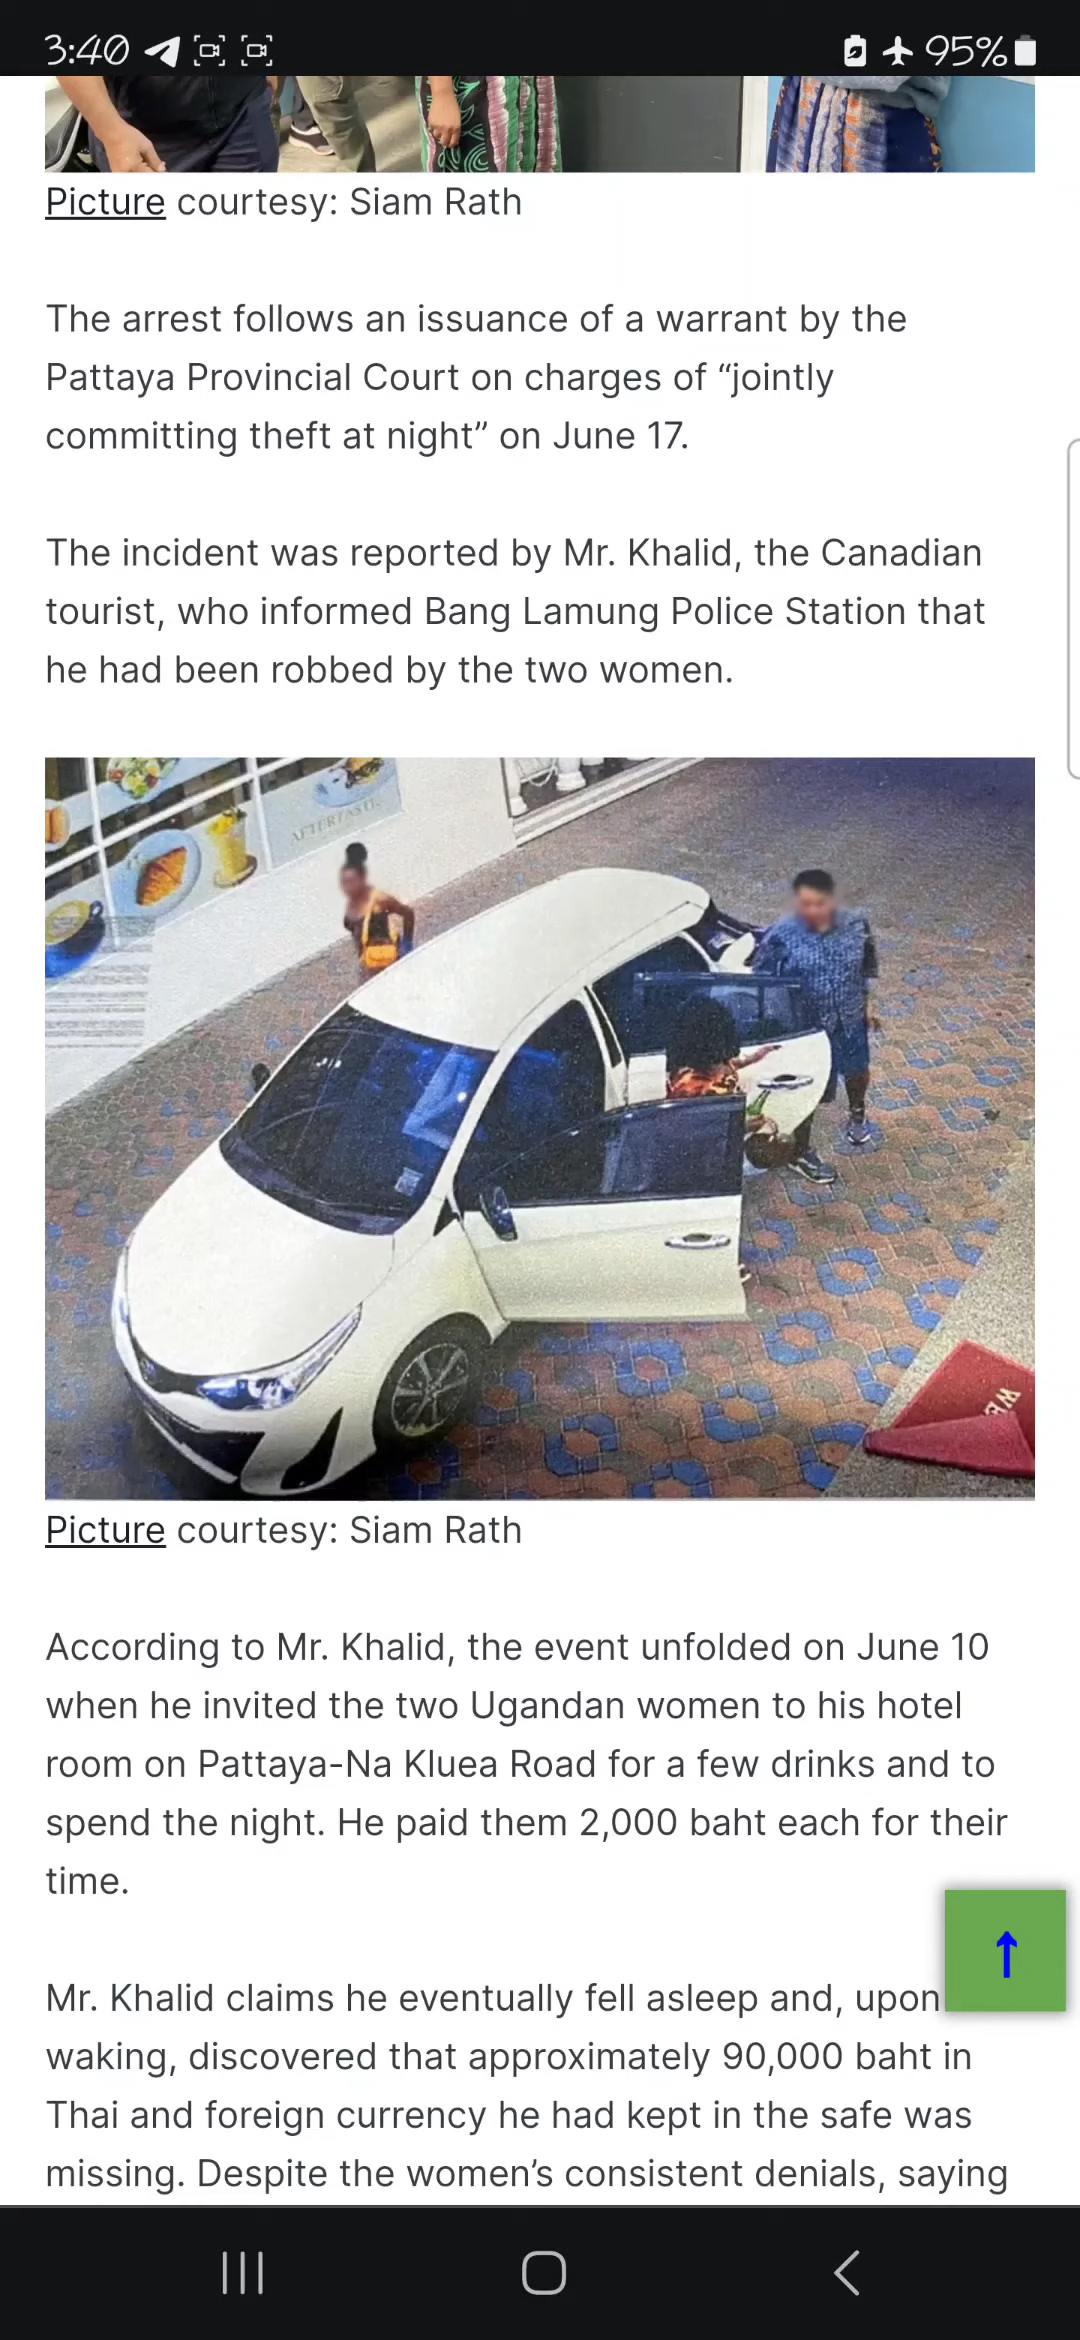 3:40
95%
Picture courtesy: Siam Rath
The arrest follows an issuance of a warrant by the
Pattaya Provincial Court on charges of “jointly
committing theft at night” on June 17.
The incident was reported by Mr. Khalid, the Canadian
tourist, who informed Bang Lamung Police Station that
he had been robbed by the two women.
AFTERTASTE
WE
Picture courtesy: Siam Rath
According to Mr. Khalid, the event unfolded on June 10
when he invited the two Ugandan women to his hotel
room on Pattaya-Na Kluea Road for a few drinks and to
spend the night. He paid them 2,000 baht each for their
time.
↑
Mr. Khalid claims he eventually fell asleep and, upon
waking, discovered that approximately 90,000 baht in
Thai and foreign currency he had kept in the safe was
missing. Despite the women’s consistent denials, saying